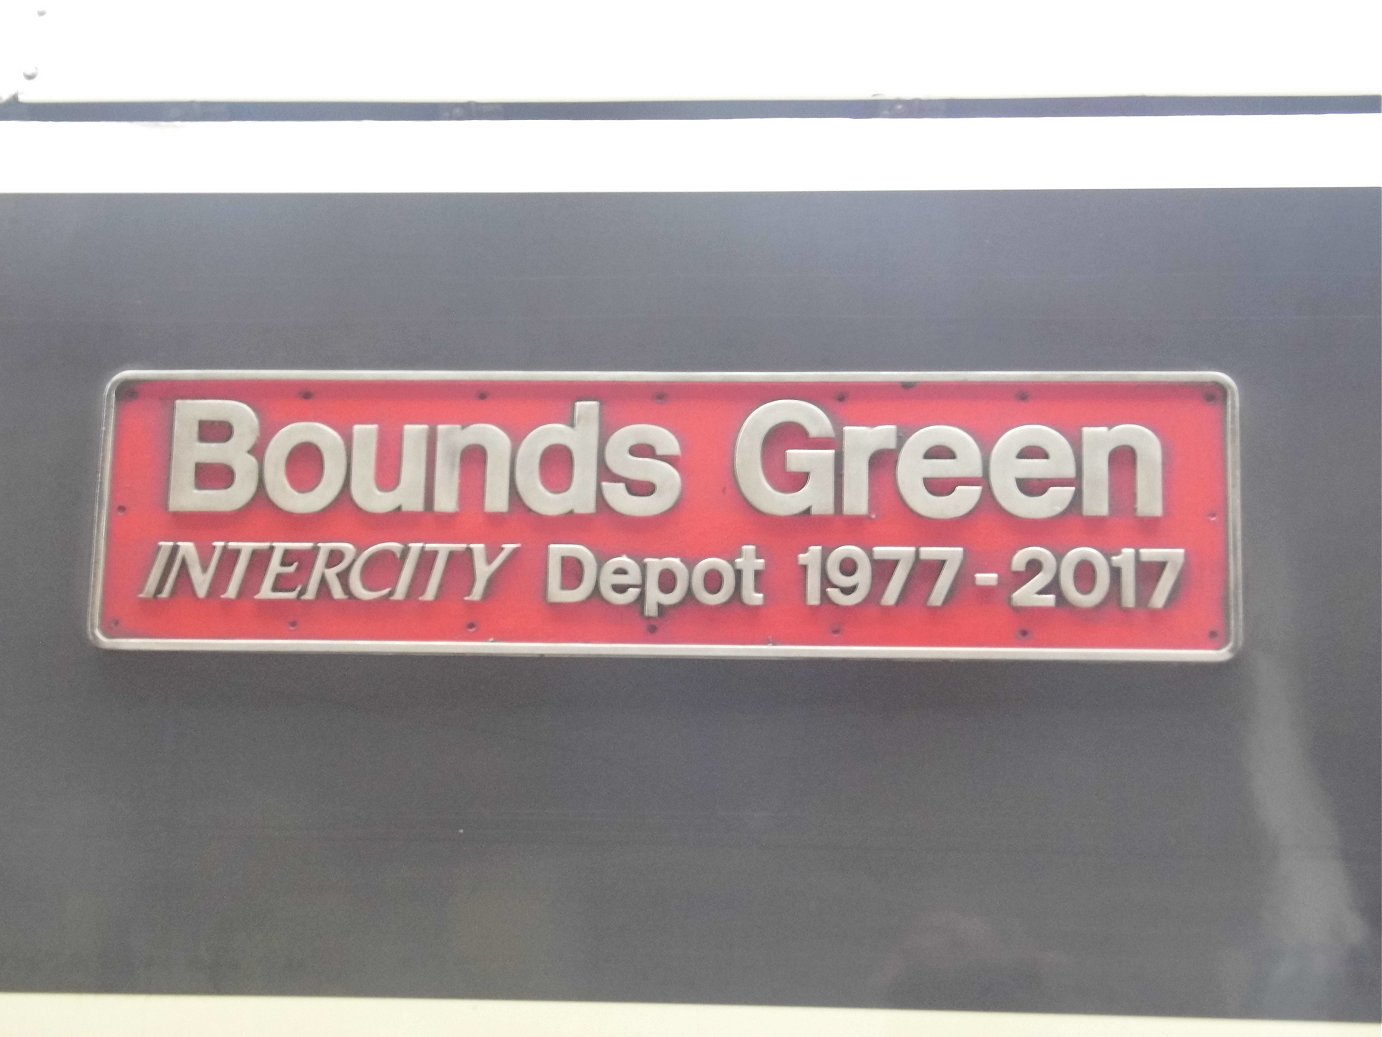 Bounds Green
INTERCITY Depot 1977-2017